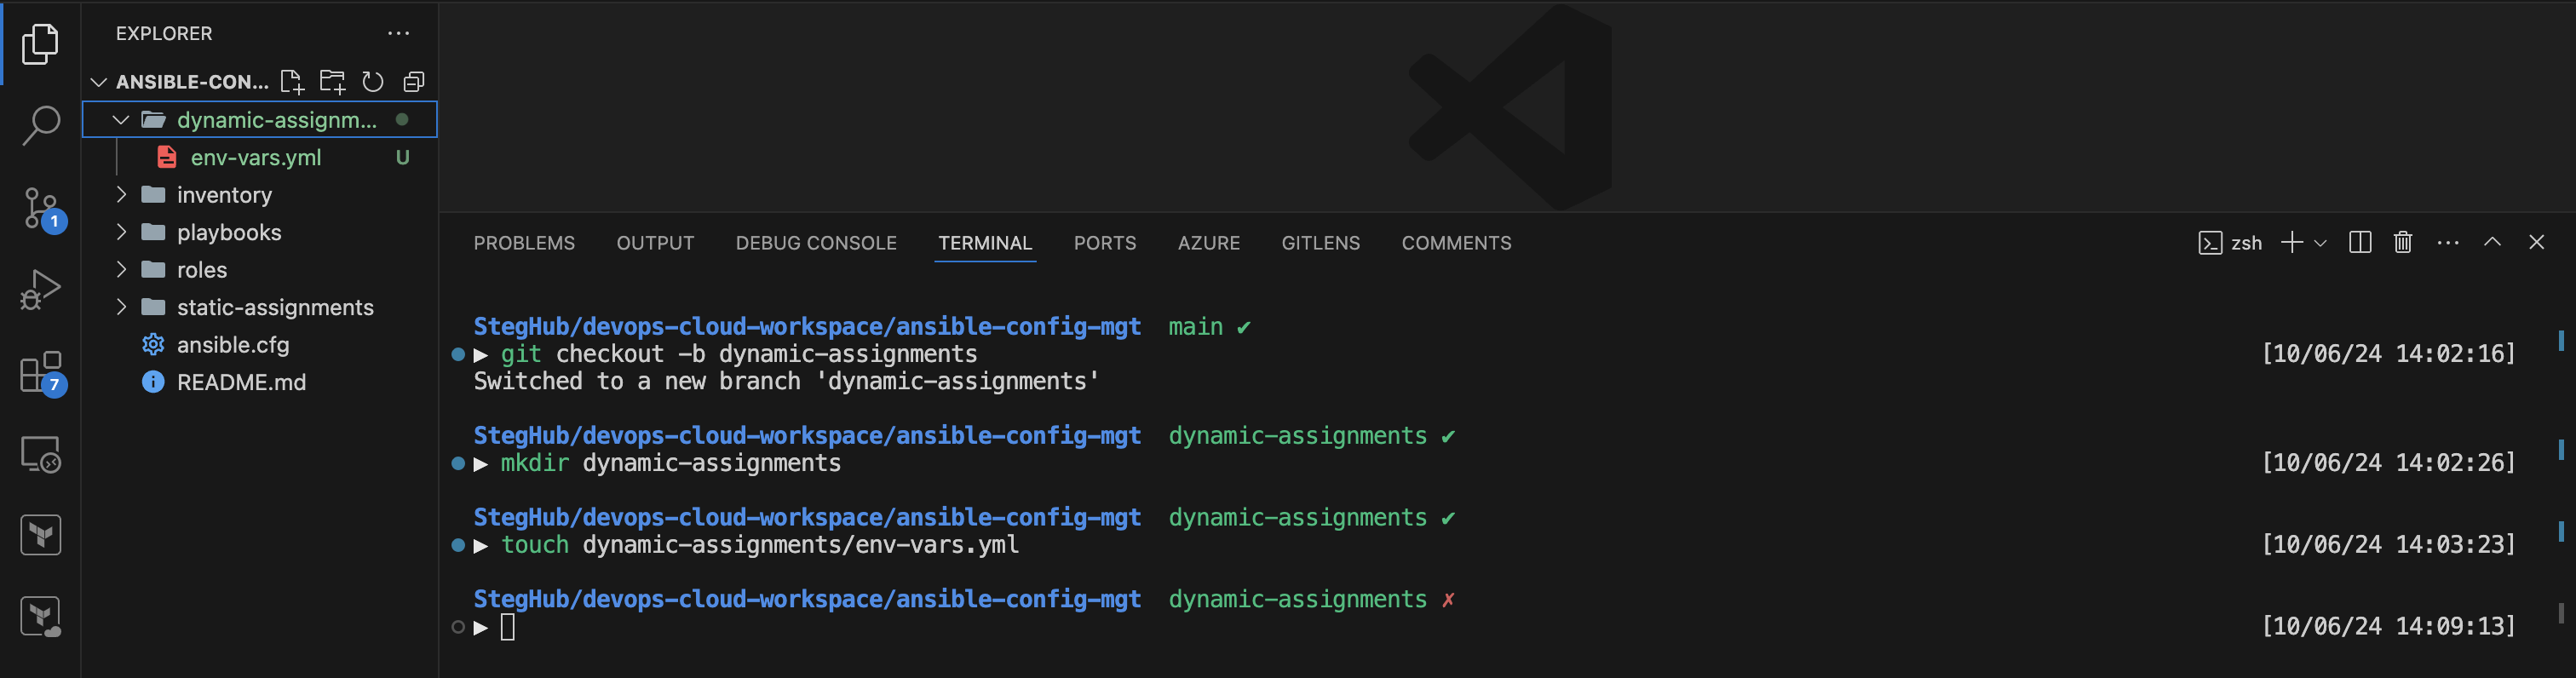 EXPLORER
ANSIBLE-CON...
dynamic-assignm...
env-vars.yml U
inventory
playbooks
roles
static-assignments
ansible.cfg
README.md
1
7
PROBLEMS OUTPUT DEBUG CONSOLE TERMINAL PORTS AZURE GITLENS COMMENTS
zsh
StegHub/devops-cloud-workspace/ansible-config-mgt main ✔
▶ git checkout -b dynamic-assignments [10/06/24 14:02:16]
Switched to a new branch 'dynamic-assignments'
StegHub/devops-cloud-workspace/ansible-config-mgt dynamic-assignments ✔
▶ mkdir dynamic-assignments [10/06/24 14:02:26]
StegHub/devops-cloud-workspace/ansible-config-mgt dynamic-assignments ✔
▶ touch dynamic-assignments/env-vars.yml [10/06/24 14:03:23]
StegHub/devops-cloud-workspace/ansible-config-mgt dynamic-assignments ✗
▶ [10/06/24 14:09:13]